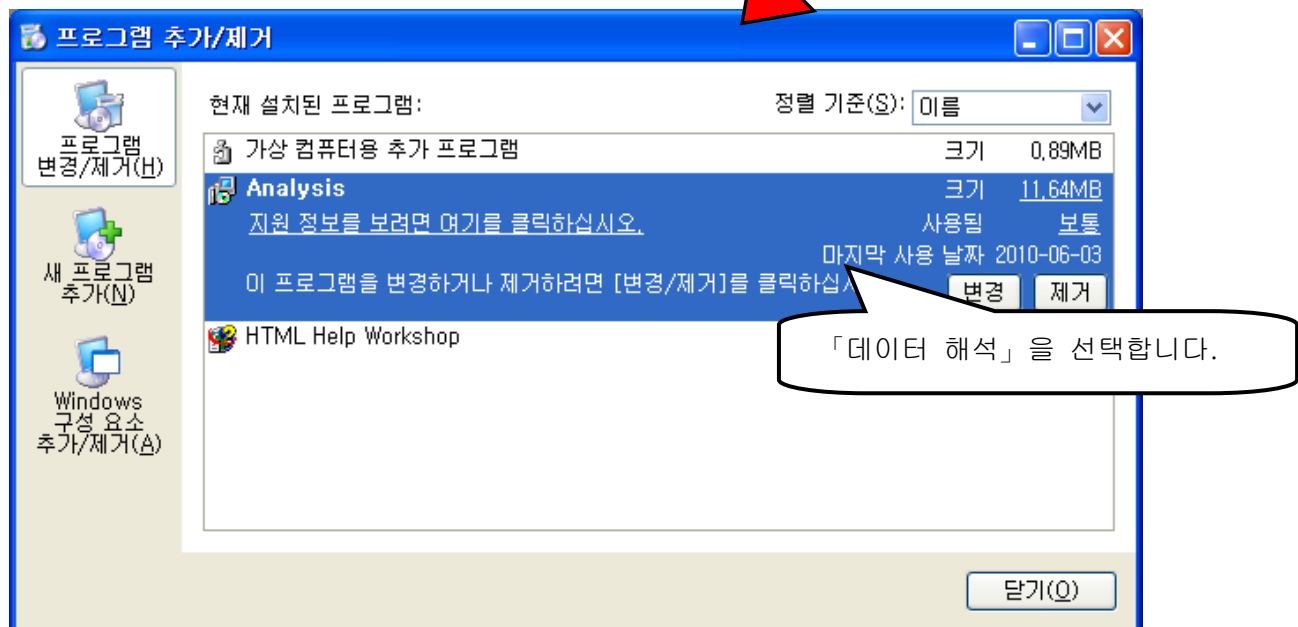 프로그램 추가/제거
프로그램
변경/제거(H)
새 프로그램
추가(N)
Windows
구성 요소
추가/제거(A)
현재 설치된 프로그램:
정렬 기준(S): 이름
가상 컴퓨터용 추가 프로그램 크기 0,89MB
Analysis 크기 11,64MB
지원 정보를 보려면 여기를 클릭하십시오. 사용됨 보통
마지막 사용 날짜 2010-06-03
이 프로그램을 변경하거나 제거하려면 [변경/제거]를 클릭하십
변경 제거
HTML Help Workshop
「데이터 해석」을 선택합니다.
닫기(O)